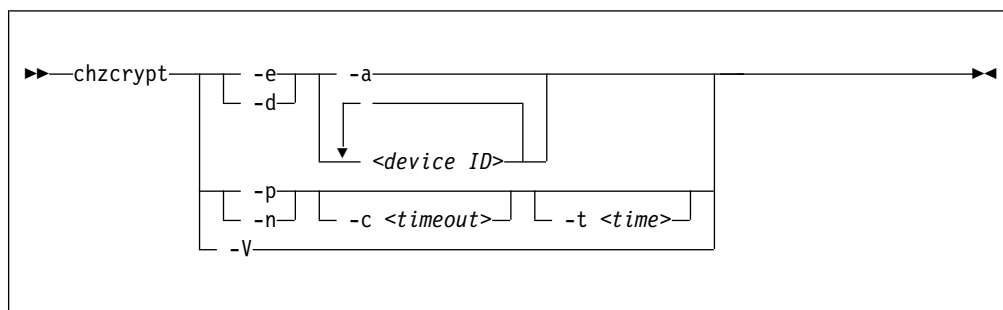 chzcrypt -e -a
-d
<device ID>
-p
-n -c <timeout> -t <time>
-V